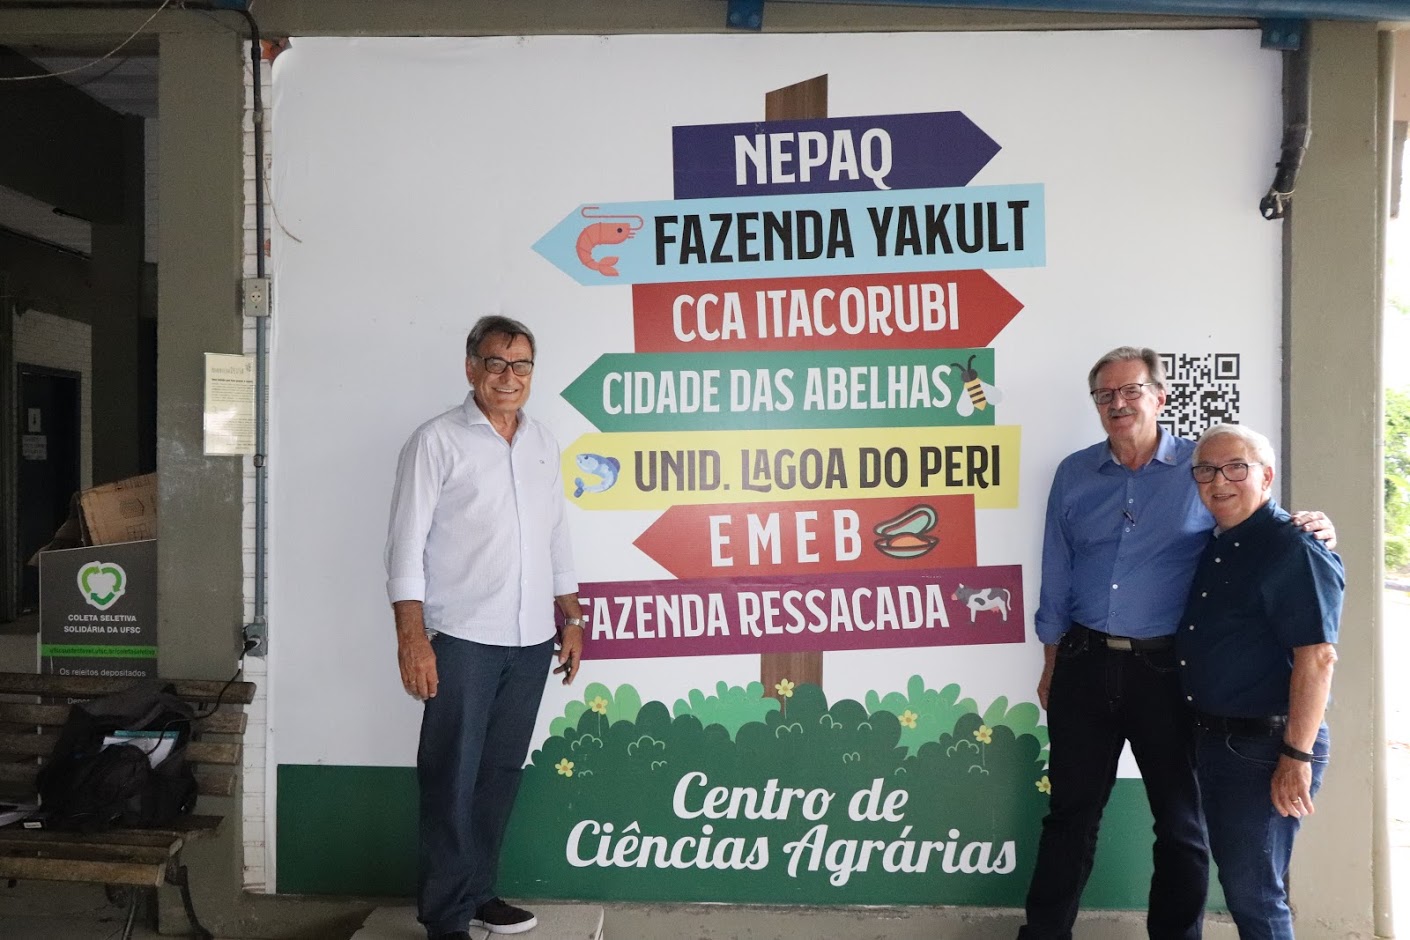 NEPAQ
FAZENDA YAKULT
CCA ITACORUBI
CIDADE DAS ABELHAS
UNID. LAGOA DO PERI
EMEB
FAZENDA RESSACADA
Centro de
Ciências Agrárias
COLETA SELETIVA
SOLIDÁRIA DA UFSC
Os rejeitos depositados